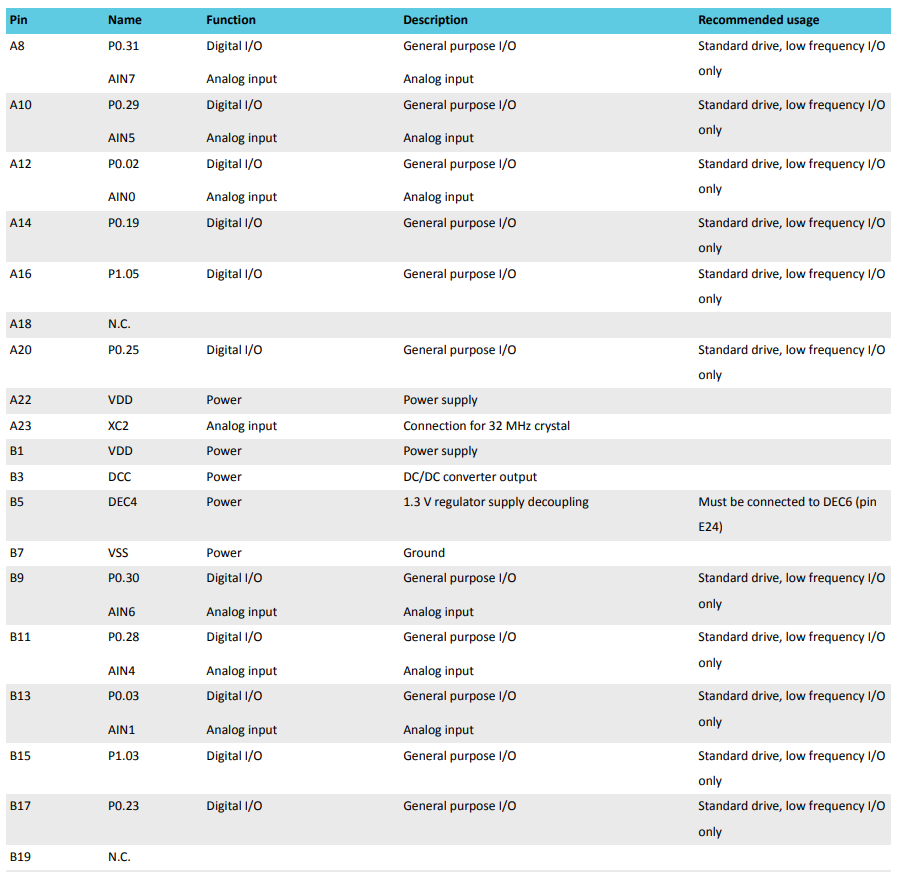 Pin Name Function Description Recommended usage
A8 P0.31 Digital I/O General purpose I/O Standard drive, low frequency I/O
only
AIN7 Analog input Analog input
A10 P0.29 Digital I/O General purpose I/O Standard drive, low frequency I/O
only
AIN5 Analog input Analog input
A12 P0.02 Digital I/O General purpose I/O Standard drive, low frequency I/O
only
AIN0 Analog input Analog input
A14 P0.19 Digital I/O General purpose I/O Standard drive, low frequency I/O
only
A16 P1.05 Digital I/O General purpose I/O Standard drive, low frequency I/O
only
A18 N.C.
A20 P0.25 Digital I/O General purpose I/O Standard drive, low frequency I/O
only
A22 VDD Power Power supply
A23 XC2 Analog input Connection for 32 MHz crystal
B1 VDD Power Power supply
B3 DCC Power DC/DC converter output
B5 DEC4 Power 1.3 V regulator supply decoupling Must be connected to DEC6 (pin
E24)
B7 VSS Power Ground
B9 P0.30 Digital I/O General purpose I/O Standard drive, low frequency I/O
only
AIN6 Analog input Analog input
B11 P0.28 Digital I/O General purpose I/O Standard drive, low frequency I/O
only
AIN4 Analog input Analog input
B13 P0.03 Digital I/O General purpose I/O Standard drive, low frequency I/O
only
AIN1 Analog input Analog input
B15 P1.03 Digital I/O General purpose I/O Standard drive, low frequency I/O
only
B17 P0.23 Digital I/O General purpose I/O Standard drive, low frequency I/O
only
B19 N.C.